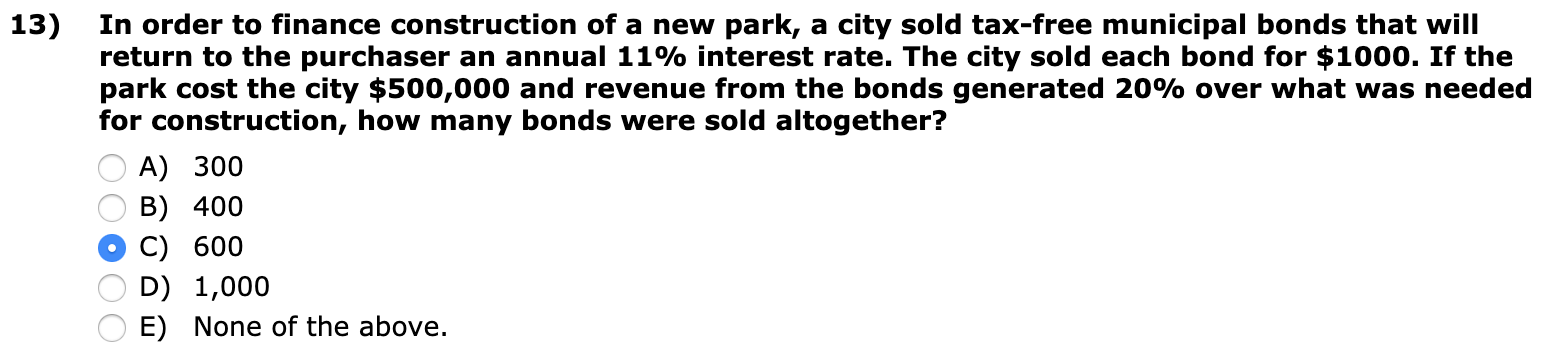 13) In order to finance construction of a new park, a city sold tax-free municipal bonds that will
return to the purchaser an annual 11% interest rate. The city sold each bond for $1000. If the
park cost the city $500,000 and revenue from the bonds generated 20% over what was needed
for construction, how many bonds were sold altogether?
A) 300
B) 400
C) 600
D) 1,000
E) None of the above.